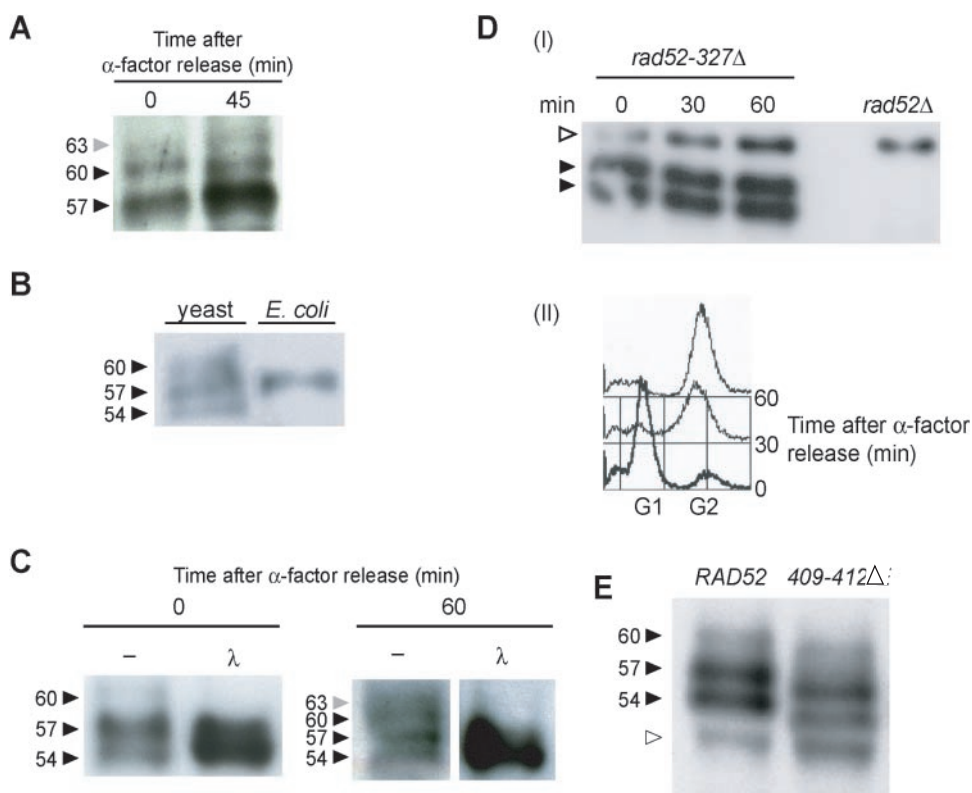 A
Time after
α-factor release (min)
0 45
63
60
57
B
yeast E. coli
60
57
54
C
Time after α-factor release (min)
0 60
– λ – λ
60
57
54
63
60
57
54
D
(I)
rad52-327Δ
min 0 30 60 rad52Δ
(II)
60
30
0
Time after α-factor
release (min)
G1 G2
E
RAD52 409-412Δ
60
57
54